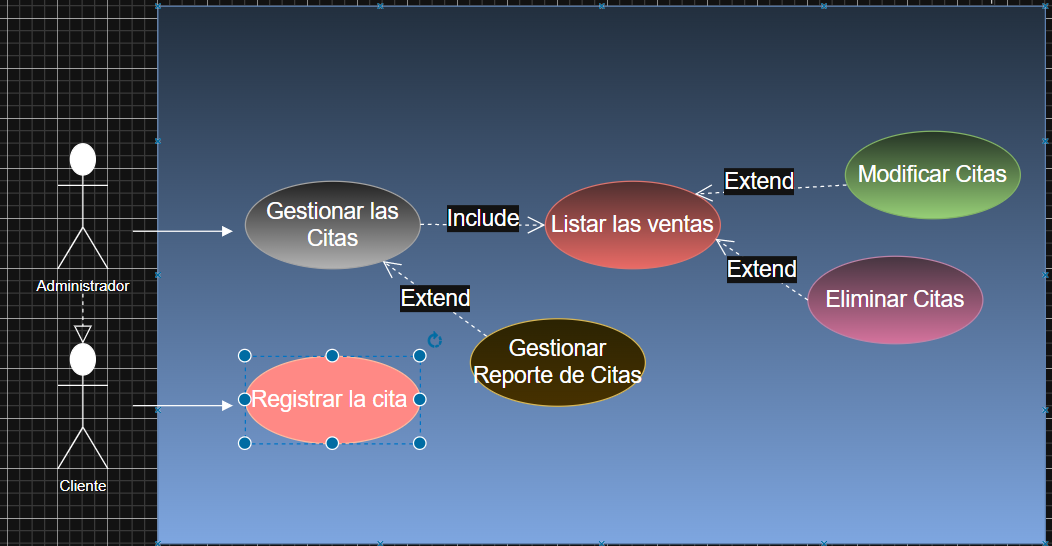 Modificar Citas
Extend
Gestionar las
Citas
Include
Listar las ventas
Extend
Eliminar Citas
Administrador
Extend
Gestionar
Reporte de Citas
Registrar la cita
Cliente